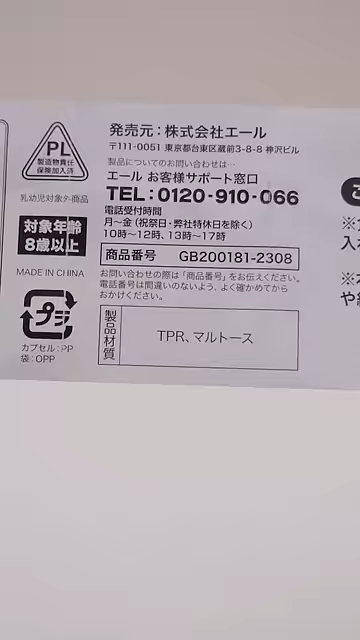 発売元：株式会社エール
〒111-0051 東京都台東区蔵前3-8-8 神沢ビル
製品についてのお問い合わせは…
エール お客様サポート窓口
TEL：0120-910-066
電話受付時間
月〜金（祝祭日・弊社特休日を除く）
10時〜12時、13時〜17時
商品番号 GB200181-2308
お問い合わせの際は「商品番号」をお伝えください。
電話番号は間違いのないよう、よく確かめてから
おかけください。
製品材質
TPR、マルトース
PL
製造物責任
保険加入済
乳幼児対象外商品
対象年齢
8歳以上
MADE IN CHINA
プラ
カプセル：PP
袋：OPP
入
※
や